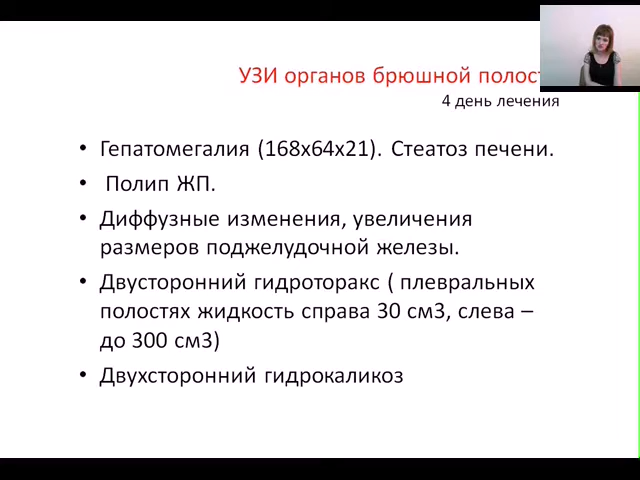 УЗИ органов брюшной
4 день лечения
• Гепатомегалия (168х64х21). Стеатоз печени.
• Полип ЖП.
• Диффузные изменения, увеличения
размеров поджелудочной железы.
• Двусторонний гидроторакс ( плевральных
полостях жидкость справа 30 см3, слева –
до 300 см3)
• Двухсторонний гидрокаликоз